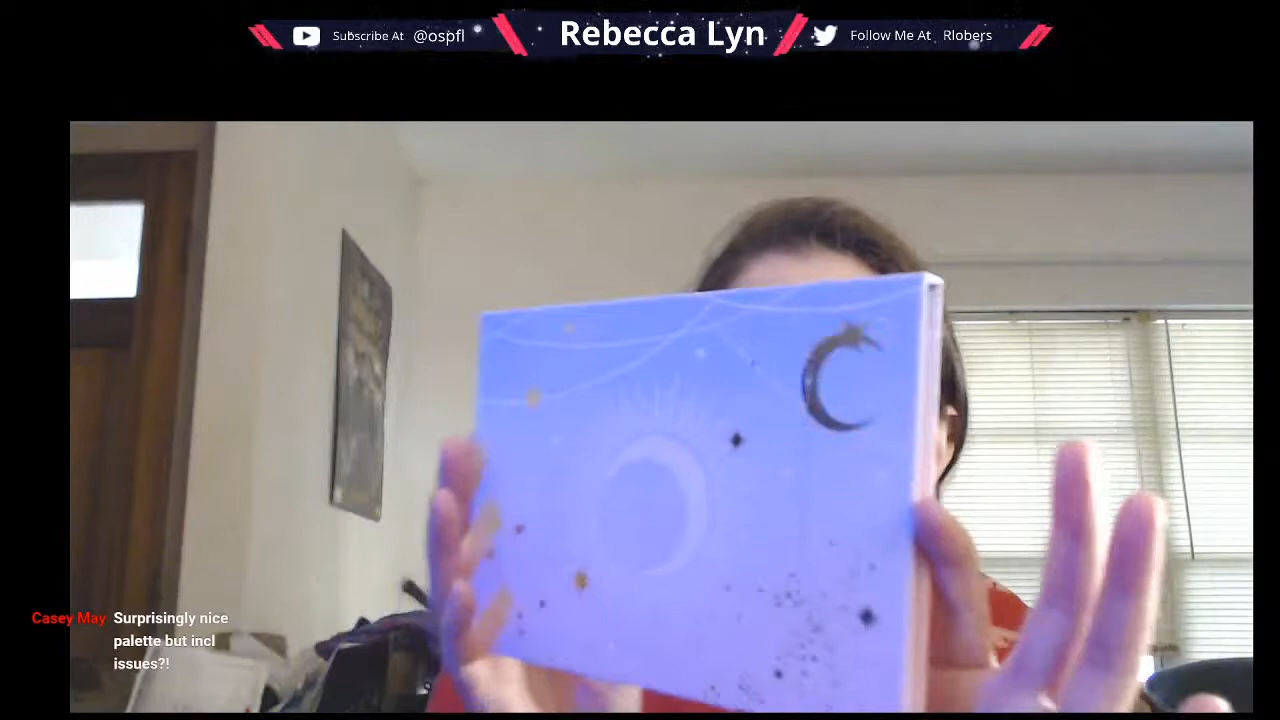 Subscribe At @ospfl
Rebecca Lyn
Follow Me At Rlobers
Casey May Surprisingly nice
palette but incl
issues?!